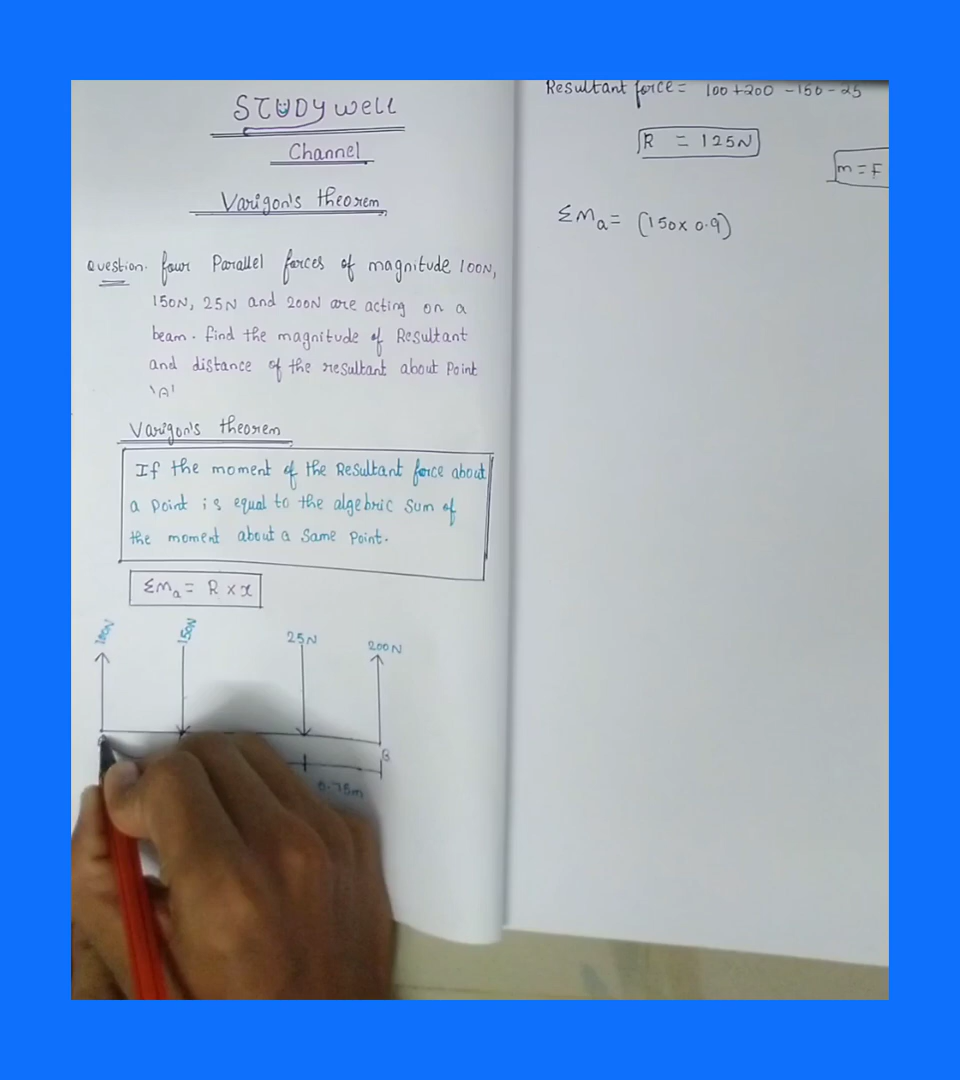 STUDY well
Channel
Varigon's theorem
Question. four Parallel forces of magnitude 100N,
150N, 25N and 200N are acting on a
beam. find the magnitude of Resultant
and distance of the resultant about Point
'A'
Varigon's theorem
If the moment of the Resultant force about
a point is equal to the algebric sum of
the moment about a same point.
ΣMa = R × x
100N
150N
25N
200N
B
0.75m
Resultant force = 100+200 -150-25
R = 125N
m = F
ΣMa = (150 x 0.9)